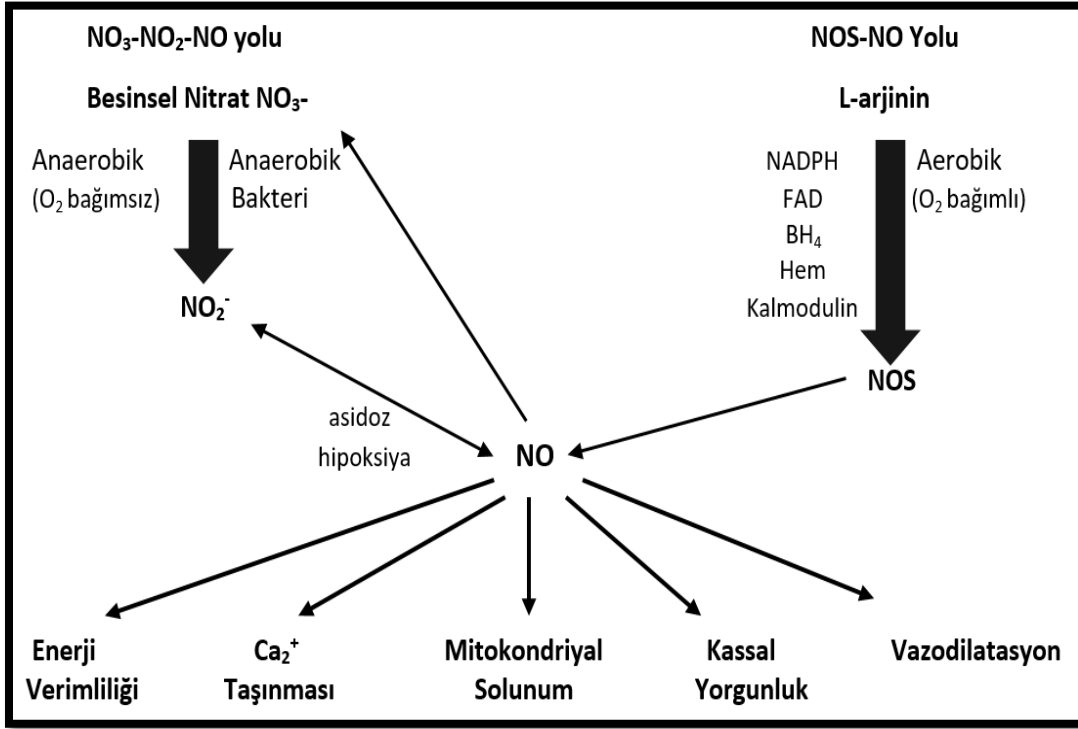 NO₃-NO₂-NO yolu
Besinsel Nitrat NO₃-
Anaerobik
(O₂ bağımsız)
Anaerobik
Bakteri
NO₂⁻
asidoz
hipoksiya
NOS-NO Yolu
L-arjinin
NADPH
FAD
BH₄
Hem
Kalmodulin
Aerobik
(O₂ bağımlı)
NOS
NO
Enerji
Verimliliği
Ca₂⁺
Taşınması
Mitokondriyal
Solunum
Kassal
Yorgunluk
Vazodilatasyon